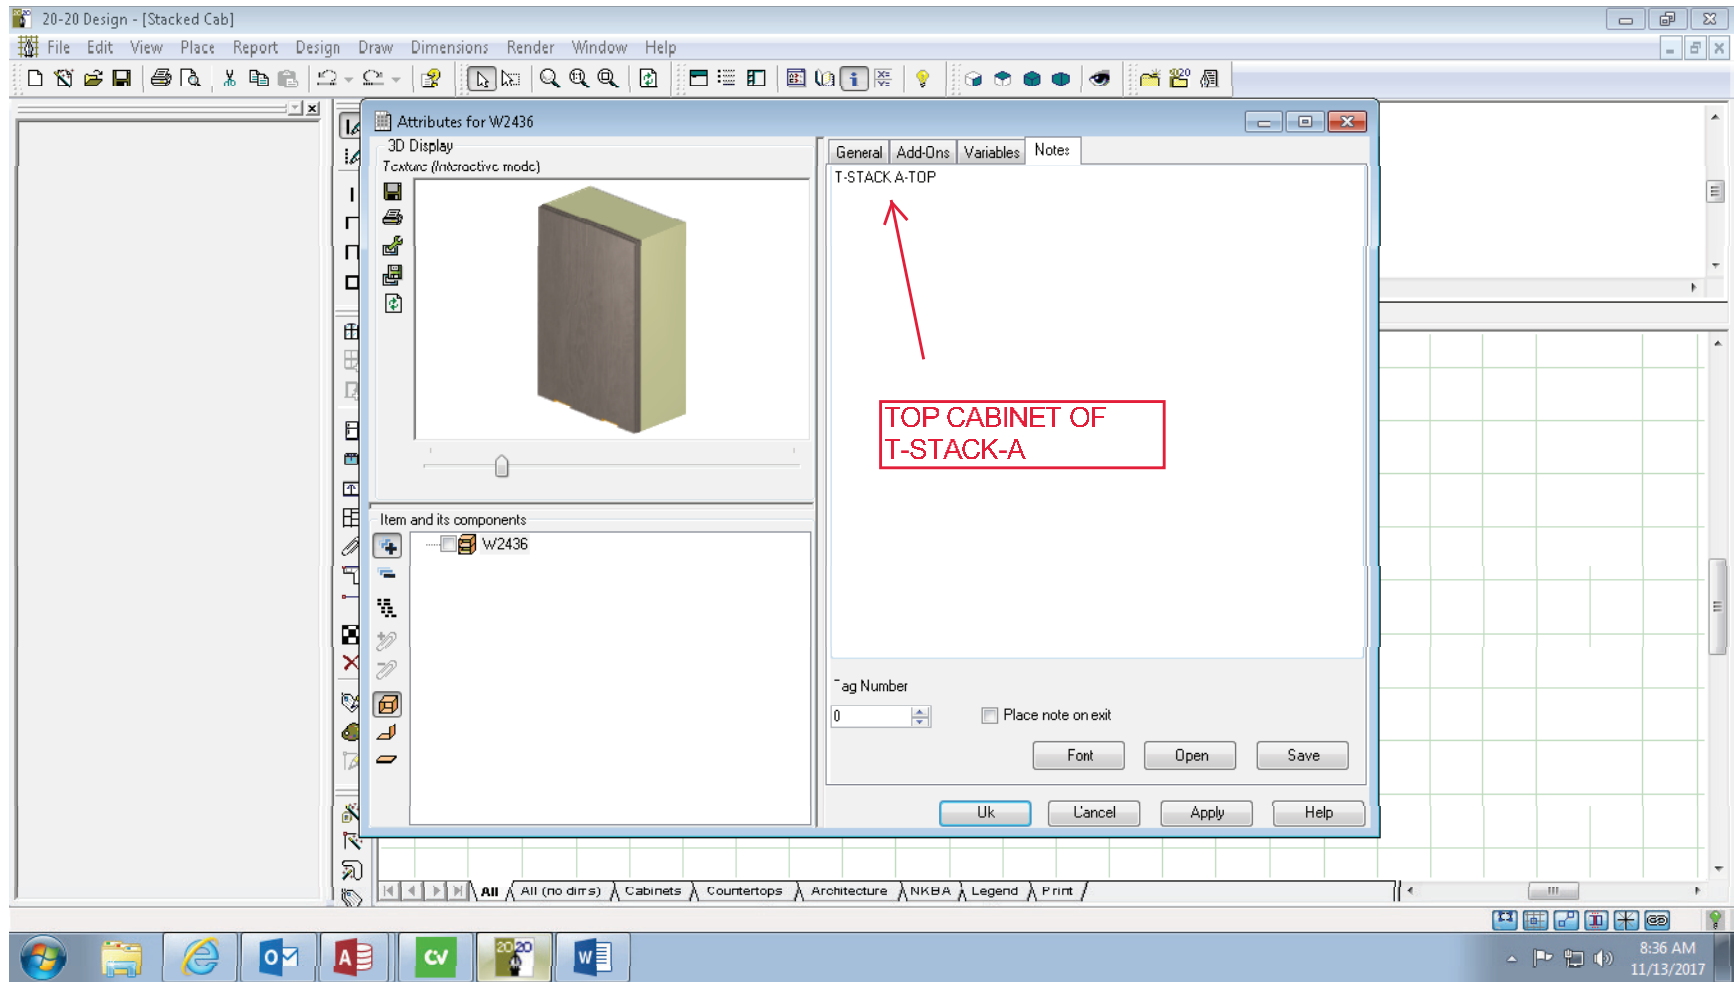 20-20 Design - [Stacked Cab]
File Edit View Place Report Design Draw Dimensions Render Window Help
Attributes for W2436
3D Display
Texture (Interactive mode)
General Add-Ons Variables Notes
T-STACK A-TOP
TOP CABINET OF
T-STACK-A
Item and its components
W2436
Tag Number
0
Place note on exit
Font Open Save
Ok Cancel Apply Help
All All (no dims) Cabinets Countertops Architecture NKBA Legend Print
20 20
8:36 AM
11/13/2017